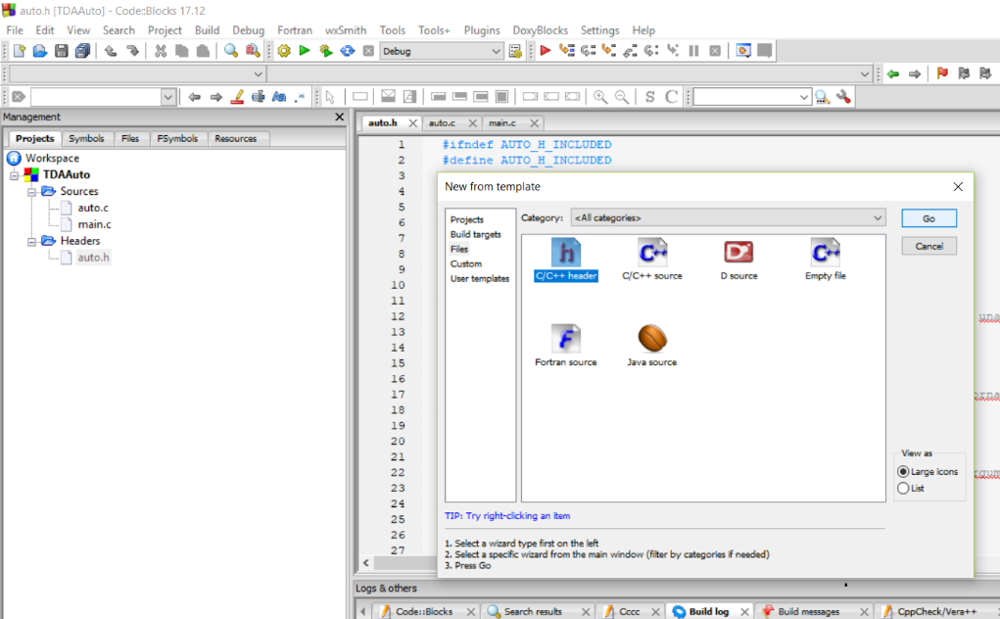 auto.h [TDAAuto] - Code::Blocks 17.12
File Edit View Search Project Build Debug Fortran wxSmith Tools Tools+ Plugins DoxyBlocks Settings Help
Debug
Management
Projects Symbols Files FSymbols Resources
Workspace
TDAAuto
Sources
auto.c
main.c
Headers
auto.h
auto.h auto.c main.c
1 #ifndef AUTO_H_INCLUDED
2 #define AUTO_H_INCLUDED
3
4
5
6
7
8
9
10
11
12
13
14
15
16
17
18
19
20
21
22
23
24
25
26
27
New from template
Projects
Build targets
Files
Custom
User templates
Category: <All categories>
Go
Cancel
C/C++ header C/C++ source D source Empty file
Fortran source Java source
View as
Large icons
List
TIP: Try right-clicking an item
1. Select a wizard type first on the left
2. Select a specific wizard from the main window (filter by categories if needed)
3. Press Go
Logs & others
Code::Blocks Search results Cccc Build log Build messages CppCheck/Vera++